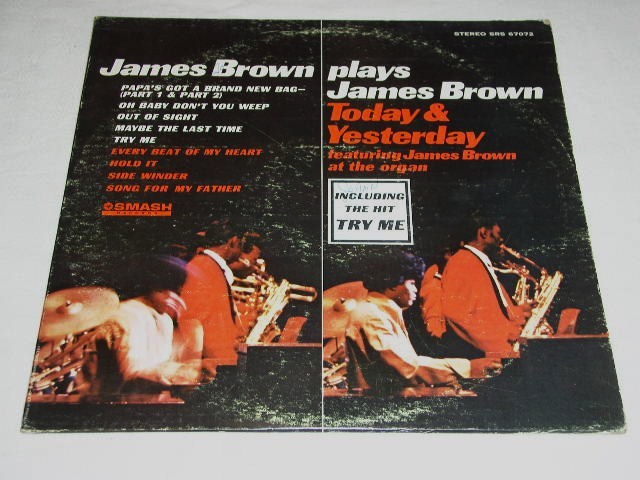 STEREO SRS 67072
James Brown
PAPA'S GOT A BRAND NEW BAG—
(PART 1 & PART 2)
OH BABY DON'T YOU WEEP
OUT OF SIGHT
MAYBE THE LAST TIME
TRY ME
EVERY BEAT OF MY HEART
HOLD IT
SIDE WINDER
SONG FOR MY FATHER
SMASH
RECORDS
plays
James Brown
Today &
Yesterday
featuring James Brown
at the organ
INCLUDING
THE HIT
TRY ME